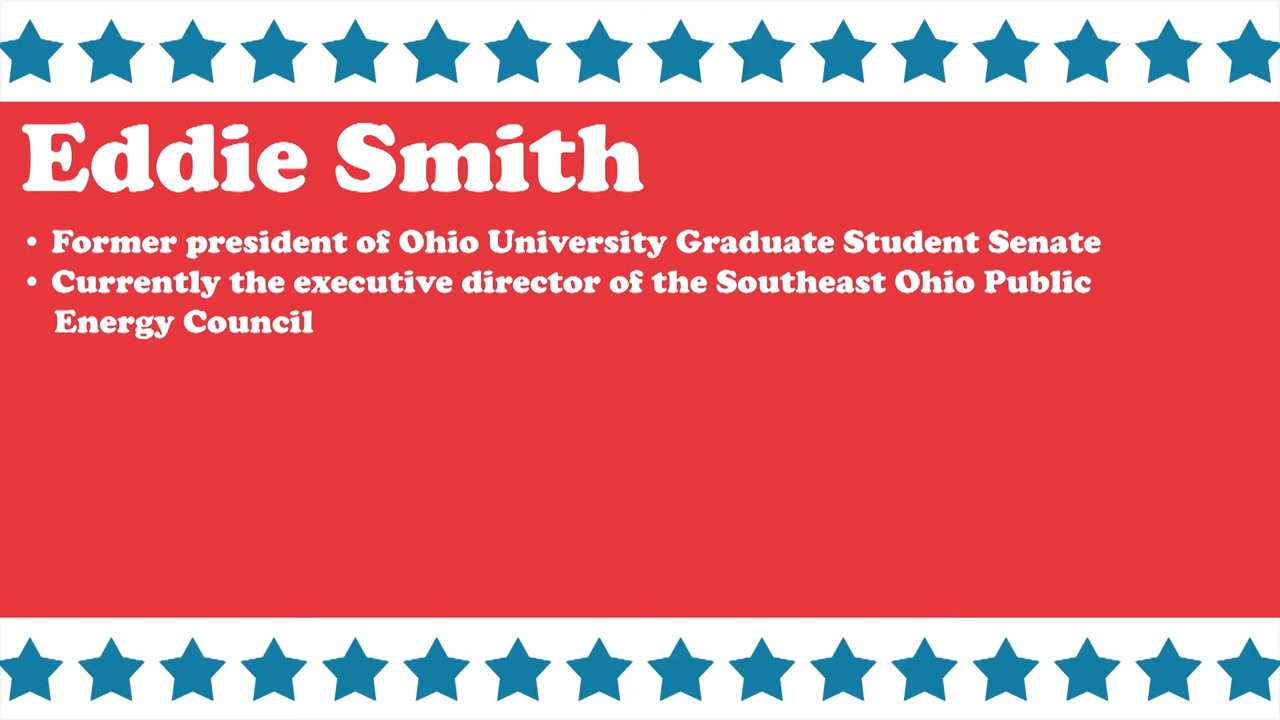 Eddie Smith
• Former president of Ohio University Graduate Student Senate
• Currently the executive director of the Southeast Ohio Public
Energy Council